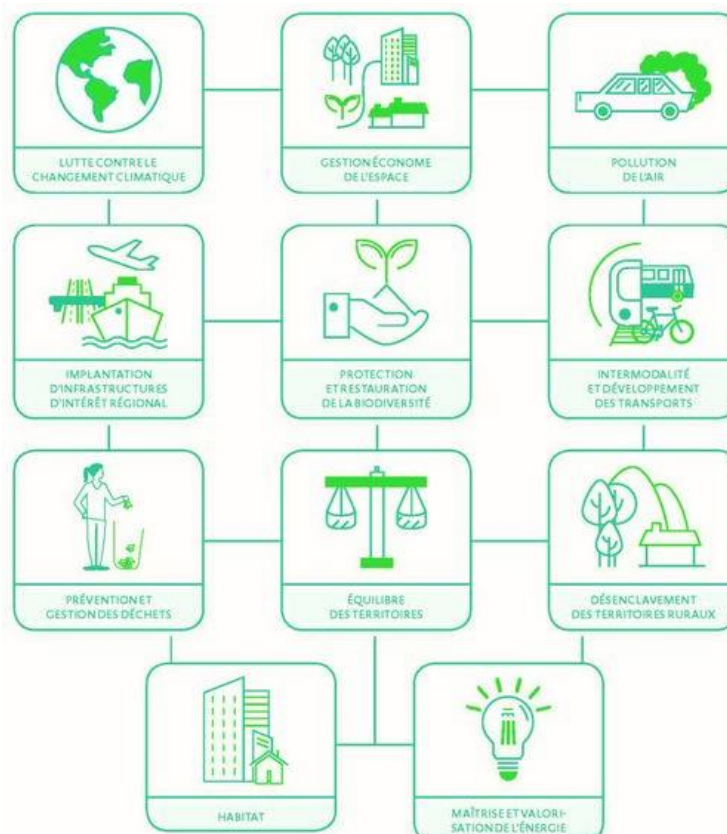 LUTTE CONTRE LE
CHANGEMENT CLIMATIQUE
GESTION ÉCONOME
DE L'ESPACE
POLLUTION
DE L'AIR
IMPLANTATION
D'INFRASTRUCTURES
D'INTÉRÊT RÉGIONAL
PROTECTION
ET RESTAURATION
DE LA BIODIVERSITÉ
INTERMODALITÉ
ET DÉVELOPPEMENT
DES TRANSPORTS
PRÉVENTION ET
GESTION DES DÉCHETS
ÉQUILIBRE
DES TERRITOIRES
DÉSENCLAVEMENT
DES TERRITOIRES RURAUX
HABITAT
MAÎTRISE ET VALORI-
SATION DE L'ÉNERGIE